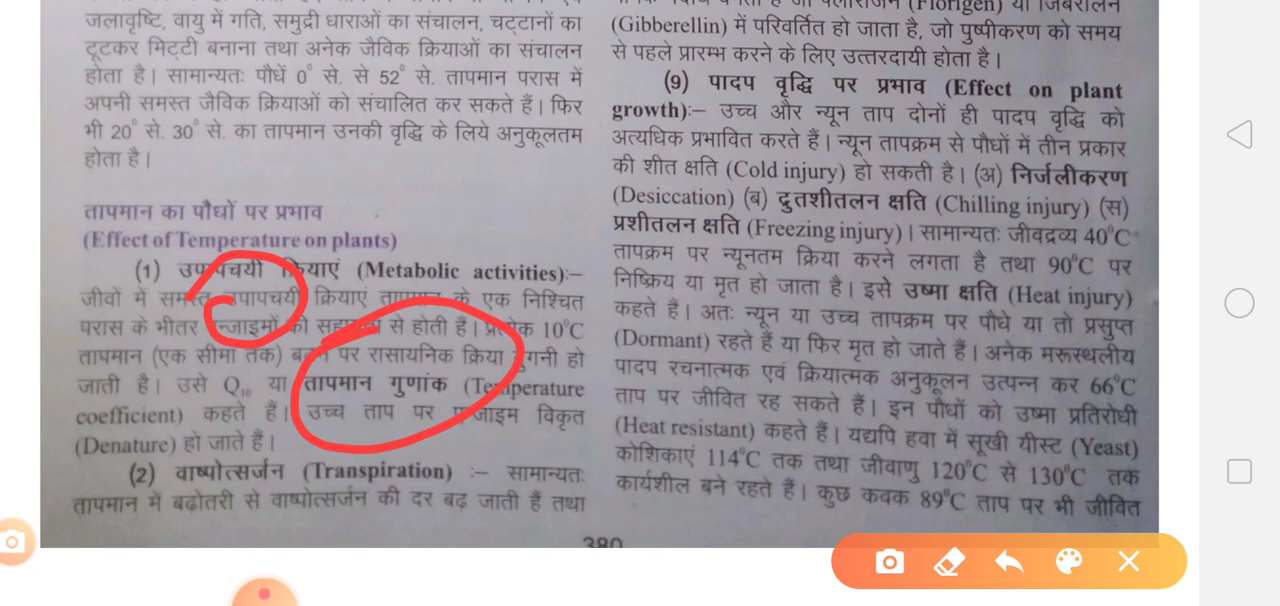 जलावृष्टि, वायु में गति, समुद्री धाराओं का संचालन, चट्टानों का
टूटकर मिट्टी बनाना तथा अनेक जैविक क्रियाओं का संचालन
होता है। सामान्यतः पौधें 0° से. से 52° से. तापमान परास में
अपनी समस्त जैविक क्रियाओं को संचालित कर सकते हैं। फिर
भी 20° से. 30° से. का तापमान उनकी वृद्धि के लिये अनुकूलतम
होता है।
तापमान का पौधों पर प्रभाव
(Effect of Temperature on plants)
(1) उपापचयी क्रियाएं (Metabolic activities):–
जीवों में समस्त उपापचयी क्रियाएं तापमान के एक निश्चित
परास के भीतर एन्जाइमों की सहायता से होती हैं। प्रत्येक 10°C
तापमान (एक सीमा तक) बढ़ने पर रासायनिक क्रिया दुगनी हो
जाती है। उसे Q₁₀ या तापमान गुणांक (Temperature
coefficient) कहते हैं। उच्च ताप पर एन्जाइम विकृत
(Denature) हो जाते हैं।
(2) वाष्पोत्सर्जन (Transpiration) :– सामान्यतः
तापमान में बढोतरी से वाष्पोत्सर्जन की दर बढ़ जाती हैं तथा
(Florigen) या जिबरेलिन
(Gibberellin) में परिवर्तित हो जाता है, जो पुष्पीकरण को समय
से पहले प्रारम्भ करने के लिए उत्तरदायी होता है।
(9) पादप वृद्धि पर प्रभाव (Effect on plant
growth):– उच्च और न्यून ताप दोनों ही पादप वृद्धि को
अत्यधिक प्रभावित करते हैं। न्यून तापक्रम से पौधों में तीन प्रकार
की शीत क्षति (Cold injury) हो सकती है। (अ) निर्जलीकरण
(Desiccation) (ब) द्रुतशीतलन क्षति (Chilling injury) (स)
प्रशीतलन क्षति (Freezing injury)। सामान्यतः जीवद्रव्य 40°C
तापक्रम पर न्यूनतम क्रिया करने लगता है तथा 90°C पर
निष्क्रिय या मृत हो जाता है। इसे उष्मा क्षति (Heat injury)
कहते हैं। अतः न्यून या उच्च तापक्रम पर पौधे या तो प्रसुप्त
(Dormant) रहते हैं या फिर मृत हो जाते हैं। अनेक मरूस्थलीय
पादप रचनात्मक एवं क्रियात्मक अनुकूलन उत्पन्न कर 66°C
ताप पर जीवित रह सकते हैं। इन पौधों को उष्मा प्रतिरोधी
(Heat resistant) कहते हैं। यद्यपि हवा में सूखी यीस्ट (Yeast)
कोशिकाएं 114°C तक तथा जीवाणु 120°C से 130°C तक
कार्यशील बने रहते हैं। कुछ कवक 89°C ताप पर भी जीवित
380